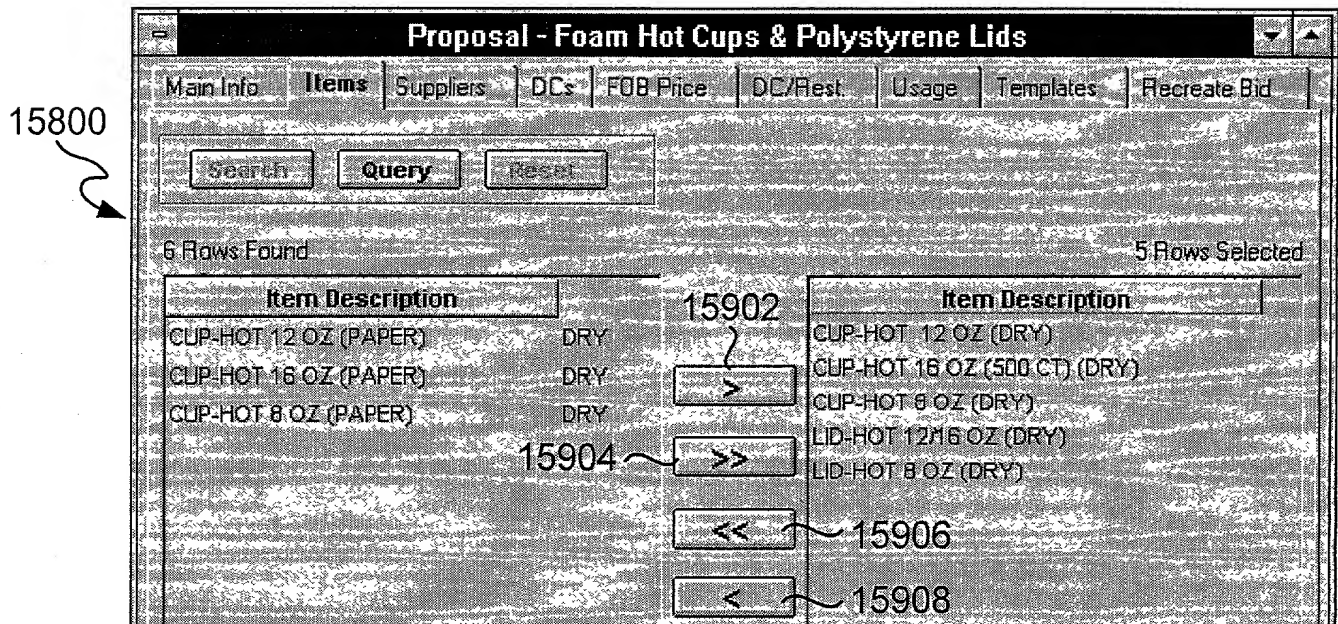 Proposal - Foam Hot Cups & Polystyrene Lids
Main Info Items Suppliers DCs FOB Price DC/Rest. Usage Templates Recreate Bid
15800
Search Query Reset
6 Rows Found 5 Rows Selected
Item Description 15902 Item Description
CUP-HOT 12 OZ (PAPER) DRY CUP-HOT 12 OZ (DRY)
CUP-HOT 16 OZ (PAPER) DRY > CUP-HOT 16 OZ (500 CT) (DRY)
CUP-HOT 8 OZ (PAPER) DRY CUP-HOT 8 OZ (DRY)
LID-HOT 12/16 OZ (DRY)
15904 >> LID-HOT 8 OZ (DRY)
<< 15906
< 15908